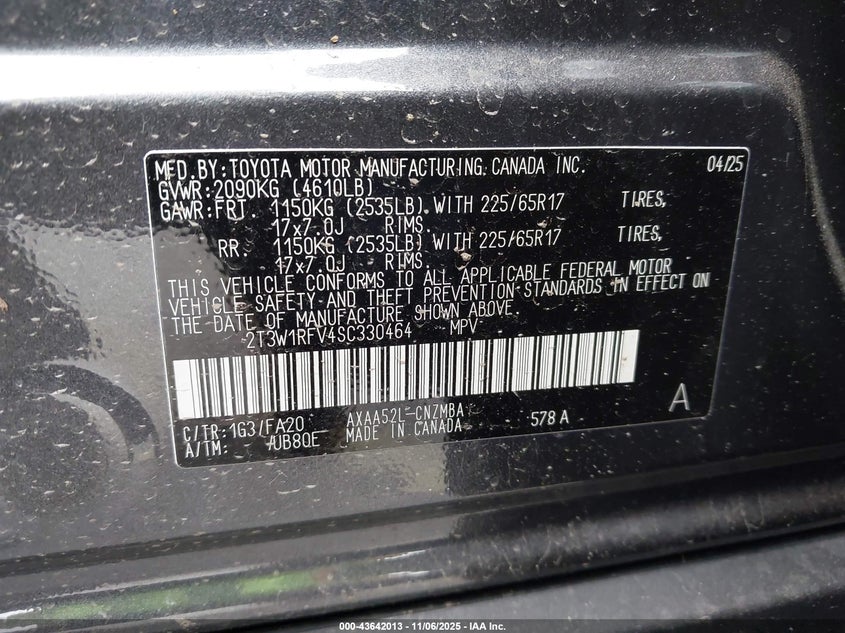 MFD.BY:TOYOTA MOTOR MANUFACTURING CANADA INC. 04/25
GVWR:2090KG (4610LB)
GAWR:FRT. 1150KG (2535LB) WITH 225/65R17 TIRES,
17x7.0J RIMS.
RR. 1150KG (2535LB) WITH 225/65R17 TIRES,
17x7.0J RIMS.
THIS VEHICLE CONFORMS TO ALL APPLICABLE FEDERAL MOTOR
VEHICLE SAFETY AND THEFT PREVENTION STANDARDS IN EFFECT ON
THE DATE OF MANUFACTURE SHOWN ABOVE.
2T3W1RFV4SC330464 MPV
C/TR:1G3/FA20 AXAA52L-CNZMBA 578 A A
A/TM: /UB80E MADE IN CANADA
000-43642013 - 11/06/2025 - IAA Inc.